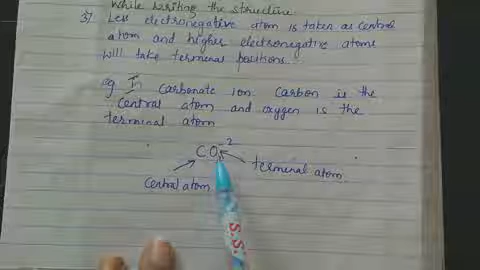 while writing the structure
3) Less electronegative atom is taken as central
atom and higher electronegative atoms
will take terminal positions.
eg In Carbonate ion. Carbon is the
central atom and oxygen is the
terminal atom
CO -2
terminal atom
Central atom
S.S.